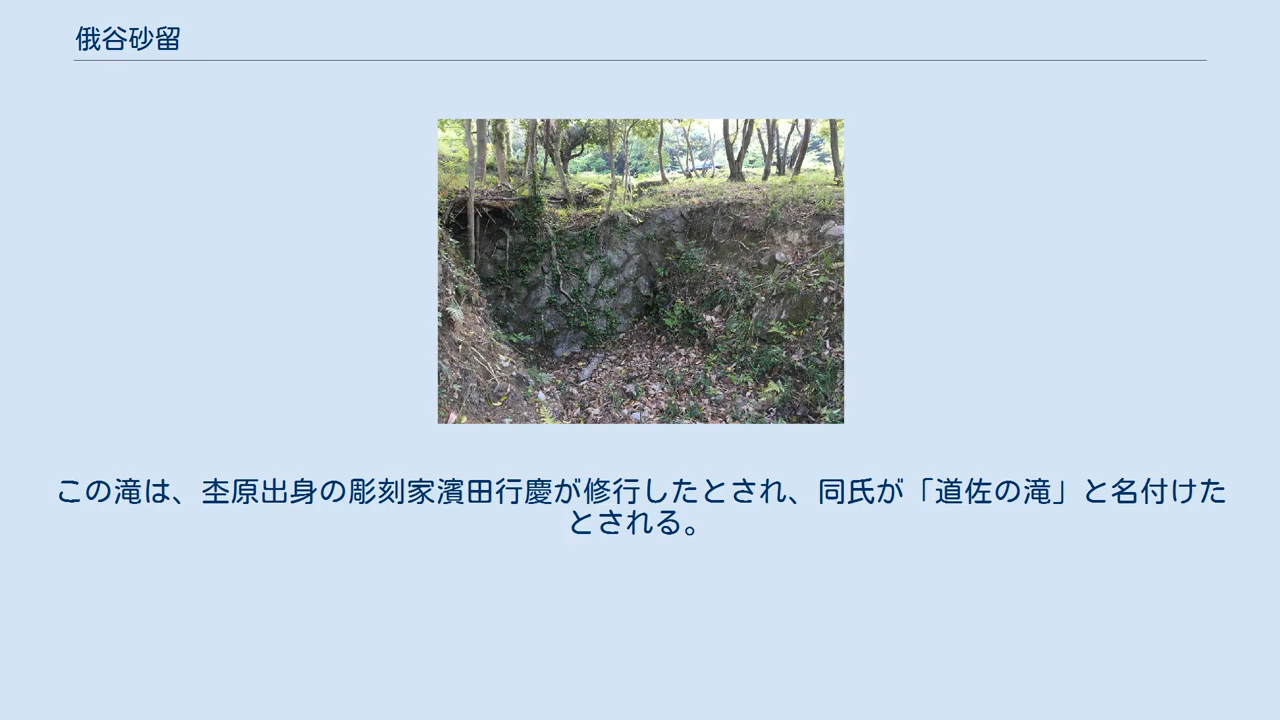 俄谷砂留
この滝は、杢原出身の彫刻家濱田行慶が修行したとされ、同氏が「道佐の滝」と名付けた
とされる。